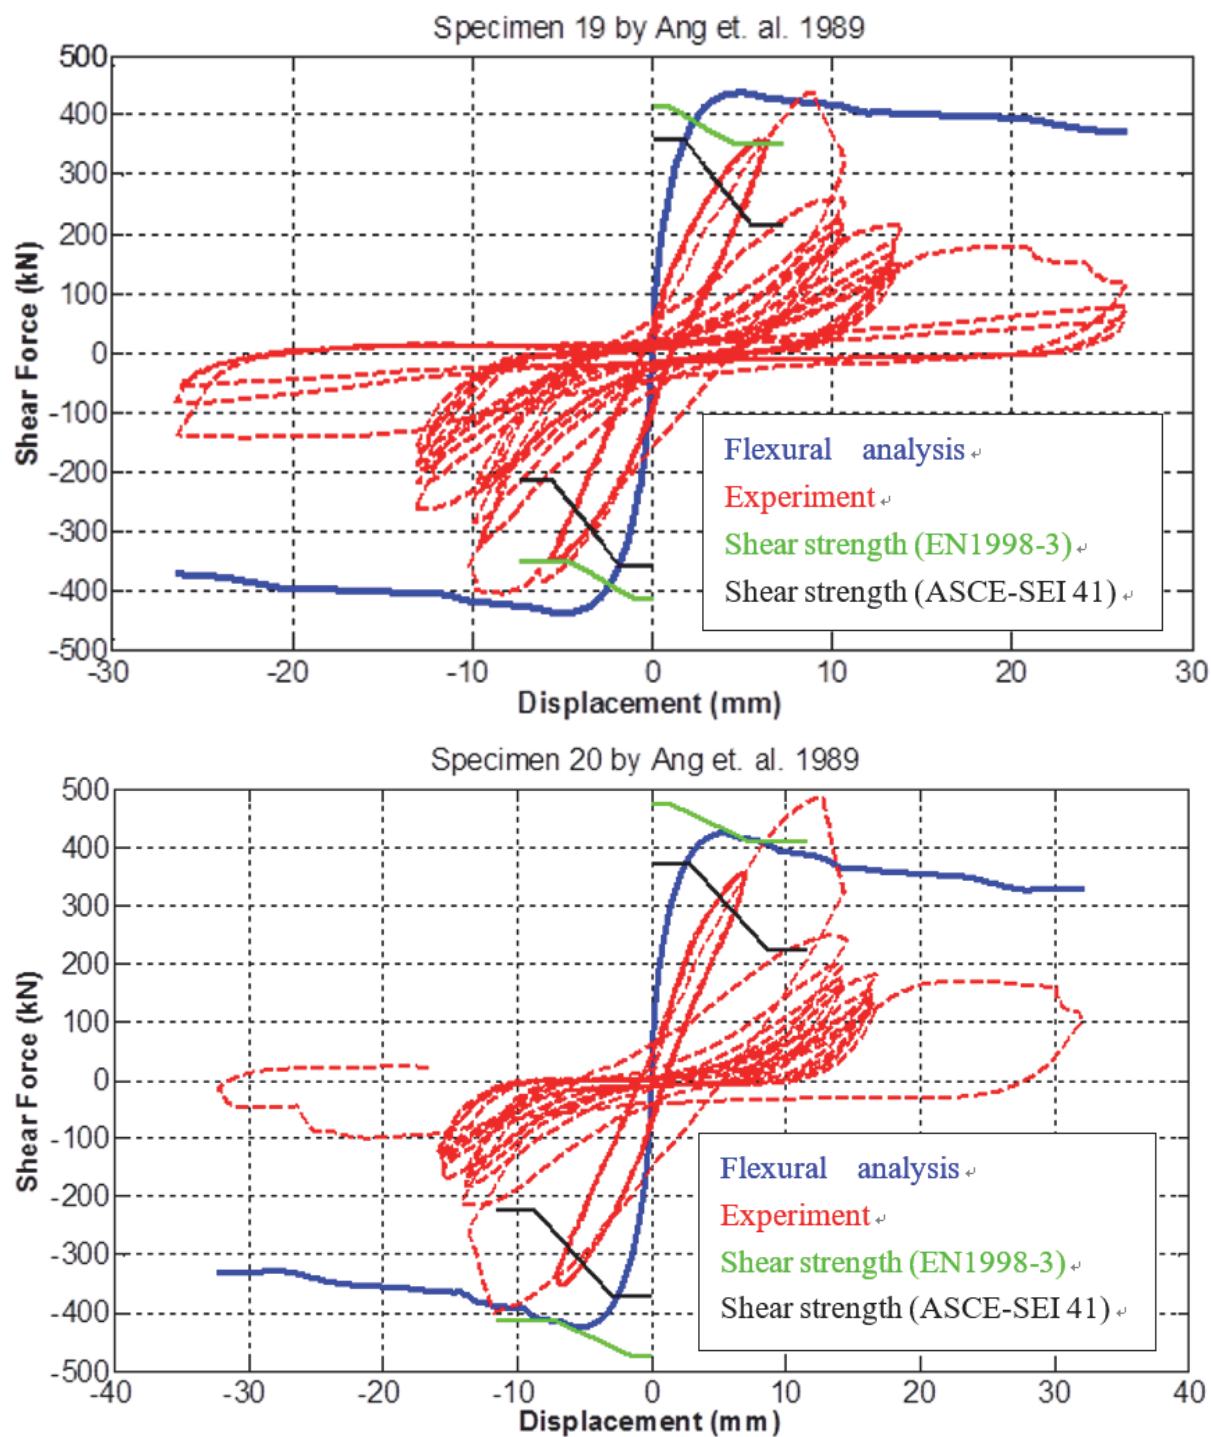 Specimen 19 by Ang et. al. 1989
500
400
300
200
100
0
-100
-200
-300
-400
-500
Shear Force (kN)
Flexural analysis
Experiment
Shear strength (EN1998-3)
Shear strength (ASCE-SEI 41)
-30 -20 -10 0 10 20 30
Displacement (mm)
Specimen 20 by Ang et. al. 1989
500
400
300
200
100
0
-100
-200
-300
-400
-500
Shear Force (kN)
Flexural analysis
Experiment
Shear strength (EN1998-3)
Shear strength (ASCE-SEI 41)
-40 -30 -20 -10 0 10 20 30 40
Displacement (mm)